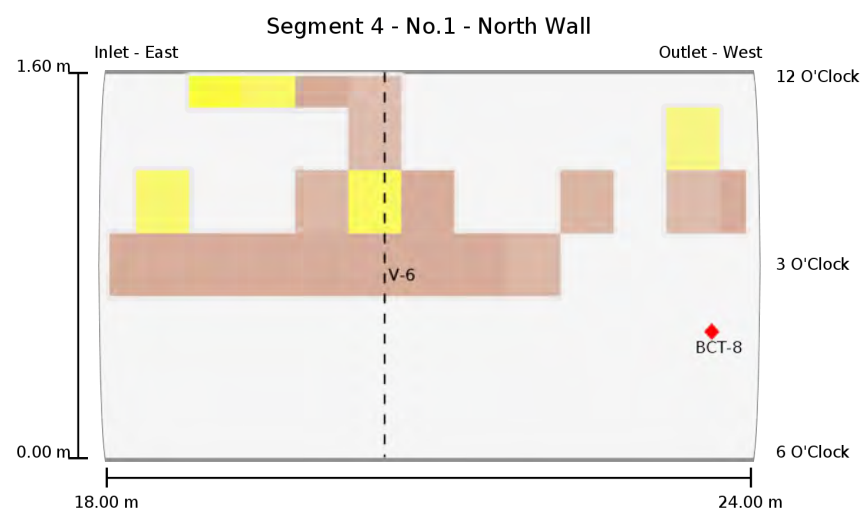 Segment 4 - No.1 - North Wall
Inlet - East
Outlet - West
1.60 m
12 O'Clock
3 O'Clock
V-6
BCT-8
0.00 m
6 O'Clock
18.00 m
24.00 m